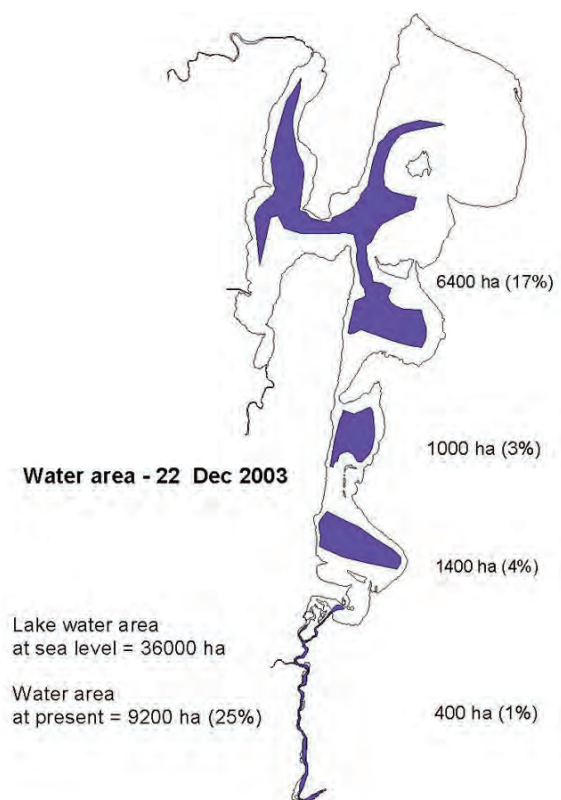 6400 ha (17%)
1000 ha (3%)
Water area - 22 Dec 2003
1400 ha (4%)
Lake water area
at sea level = 36000 ha
Water area
at present = 9200 ha (25%)
400 ha (1%)